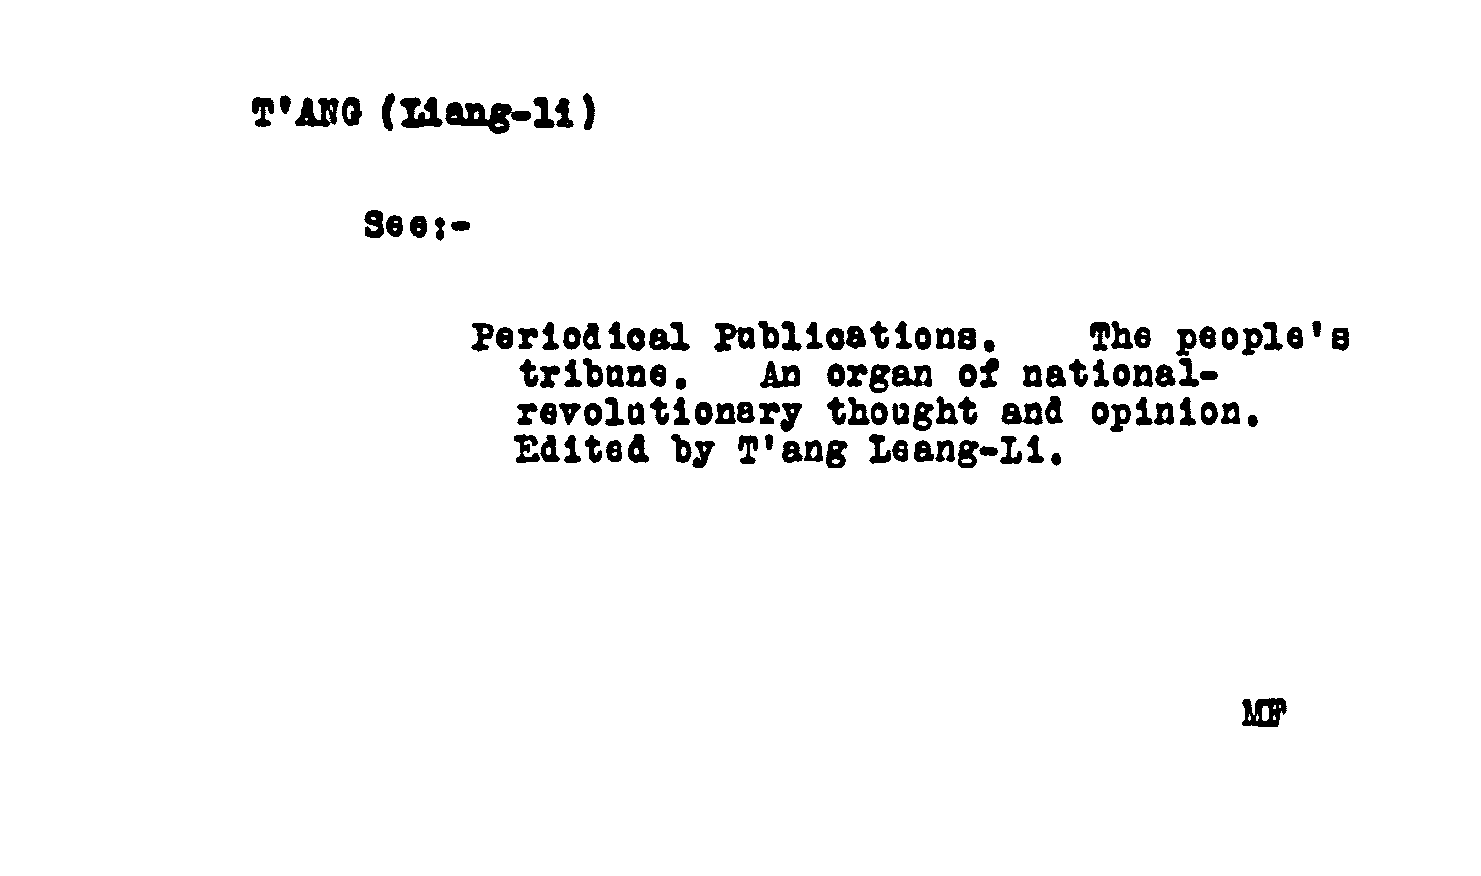 T'ANG (Liang-li)
See:-
Periodical Publications. The people's
tribune. An organ of national-
revolutionary thought and opinion.
Edited by T'ang Leang-Li.
MF